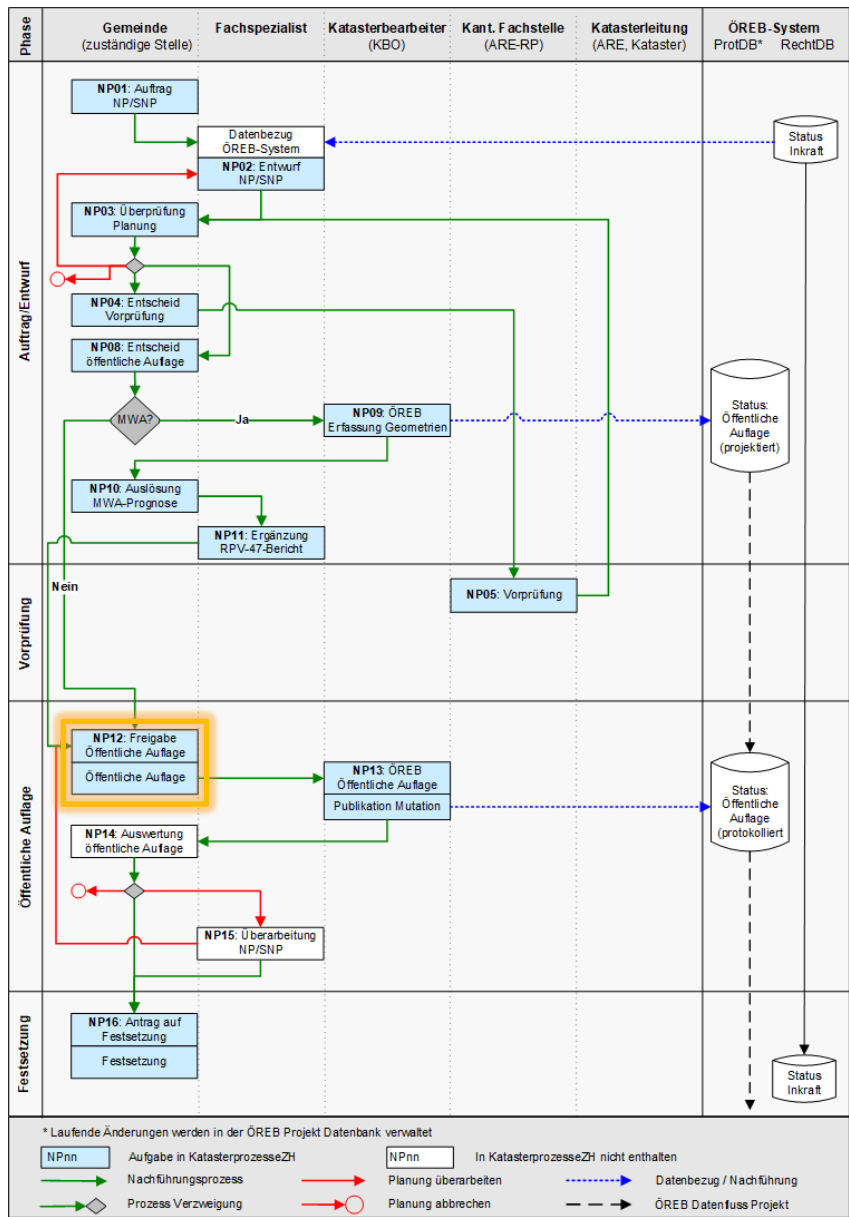 Phase
Gemeinde
(zuständige Stelle)
Fachspezialist
Katasterbearbeiter
(KBO)
Kant. Fachstelle
(ARE-RP)
Katasterleitung
(ARE, Kataster)
ÖREB-System
ProtDB* RechtDB
Auftrag/Entwurf
NP01: Auftrag
NP/SNP
Datenbezug
ÖREB-System
NP02: Entwurf
NP/SNP
Status
Inkraft
NP03: Überprüfung
Planung
NP04: Entscheid
Vorprüfung
NP08: Entscheid
öffentliche Auflage
MWA?
Ja
NP09: ÖREB
Erfassung Geometrien
Status:
Öffentliche
Auflage
(projektiert)
NP10: Auslösung
MWA-Prognose
NP11: Ergänzung
RPV-47-Bericht
Nein
Vorprüfung
NP05: Vorprüfung
Öffentliche Auflage
NP12: Freigabe
Öffentliche Auflage
Öffentliche Auflage
NP13: ÖREB
Öffentliche Auflage
Publikation Mutation
Status:
Öffentliche
Auflage
(protokolliert
NP14: Auswertung
öffentliche Auflage
NP15: Überarbeitung
NP/SNP
Festsetzung
NP16: Antrag auf
Festsetzung
Festsetzung
Status
Inkraft
* Laufende Änderungen werden in der ÖREB Projekt Datenbank verwaltet
NPnn Aufgabe in KatasterprozesseZH NPnn In KatasterprozesseZH nicht enthalten
Nachführungsprozess Planung überarbeiten Datenbezug / Nachführung
Prozess Verzweigung Planung abbrechen ÖREB Datenfluss Projekt